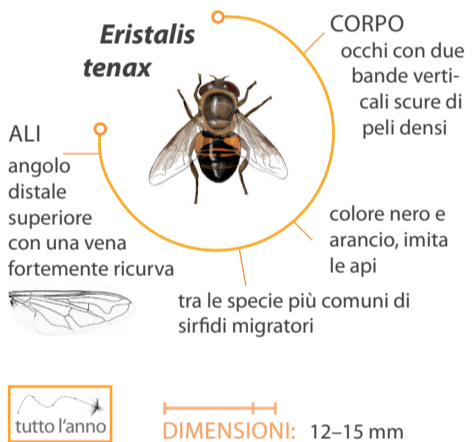 Eristalis
tenax
CORPO
occhi con due
bande verti-
cali scure di
peli densi
ALI
angolo
distale
superiore
con una vena
fortemente ricurva
colore nero e
arancio, imita
le api
tra le specie più comuni di
sirfidi migratori
tutto l'anno
DIMENSIONI: 12–15 mm